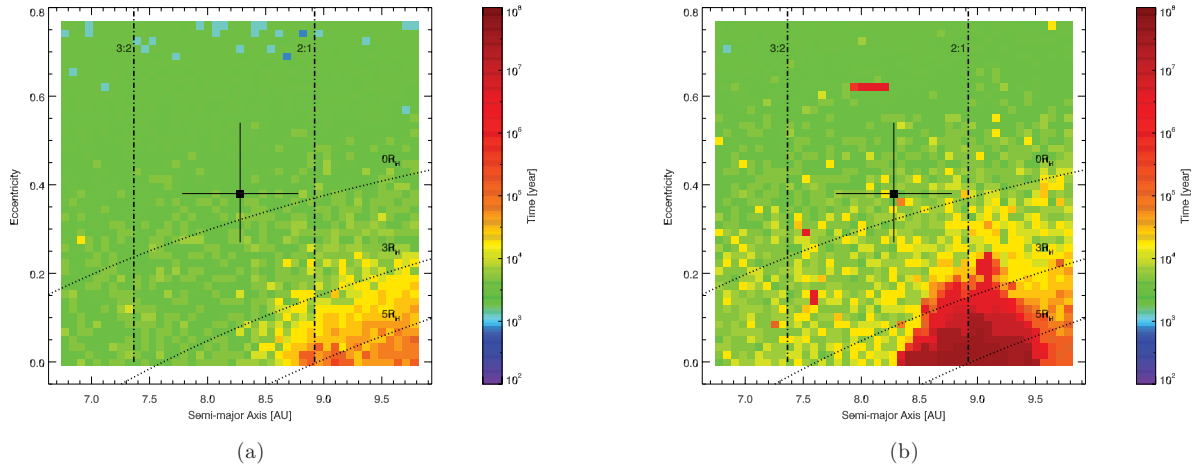 0.8
0.6
0.4
0.2
0.0
Eccentricity
3:2
2:1
0R_H
3R_H
5R_H
7.0 7.5 8.0 8.5 9.0 9.5
Semi-major Axis [AU]
10^8
10^7
10^6
10^5
10^4
10^3
10^2
Time [year]
(a)
0.8
0.6
0.4
0.2
0.0
Eccentricity
3:2
2:1
0R_H
3R_H
5R_H
7.0 7.5 8.0 8.5 9.0 9.5
Semi-major Axis [AU]
10^8
10^7
10^6
10^5
10^4
10^3
10^2
Time [year]
(b)